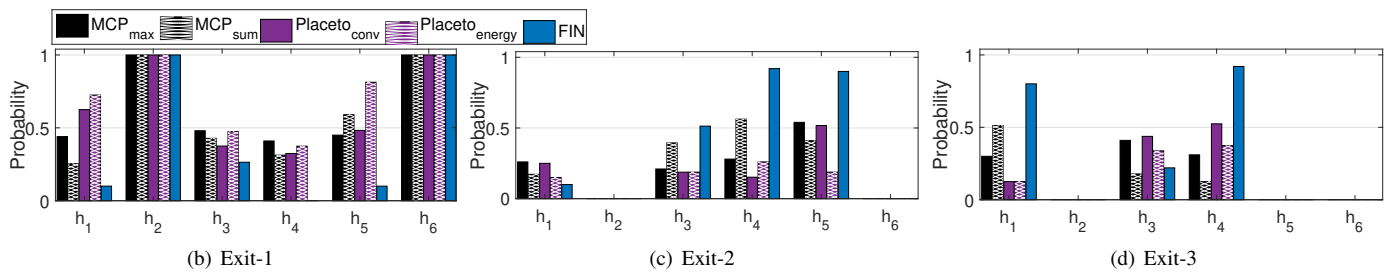 MCP_max MCP_sum Placeto_conv Placeto_energy FIN
Probability
1
0.5
0
h_1 h_2 h_3 h_4 h_5 h_6
(b) Exit-1
Probability
1
0.5
0
h_1 h_2 h_3 h_4 h_5 h_6
(c) Exit-2
Probability
1
0.5
0
h_1 h_2 h_3 h_4 h_5 h_6
(d) Exit-3